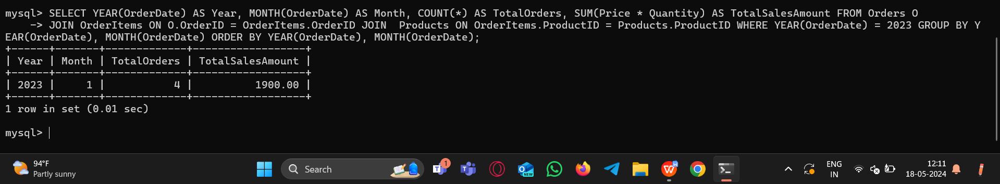 mysql> SELECT YEAR(OrderDate) AS Year, MONTH(OrderDate) AS Month, COUNT(*) AS TotalOrders, SUM(Price * Quantity) AS TotalSalesAmount FROM Orders O
    -> JOIN OrderItems ON O.OrderID = OrderItems.OrderID JOIN  Products ON OrderItems.ProductID = Products.ProductID WHERE YEAR(OrderDate) = 2023 GROUP BY Y
EAR(OrderDate), MONTH(OrderDate) ORDER BY YEAR(OrderDate), MONTH(OrderDate);
+------+-------+-------------+------------------+
| Year | Month | TotalOrders | TotalSalesAmount |
+------+-------+-------------+------------------+
| 2023 |     1 |           4 |          1900.00 |
+------+-------+-------------+------------------+
1 row in set (0.01 sec)
mysql>
94°F
Partly sunny
Search
1
NEW
ENG
IN
12:11
18-05-2024